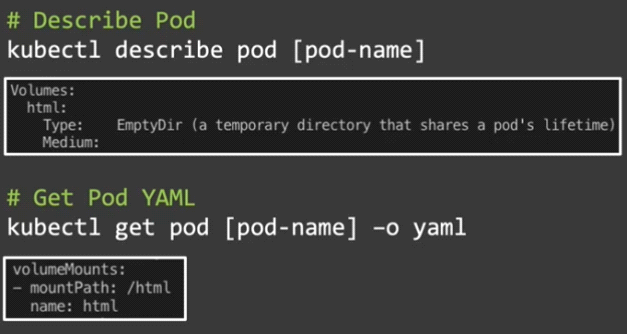 # Describe Pod
kubectl describe pod [pod-name]
Volumes:
html:
Type: EmptyDir (a temporary directory that shares a pod's lifetime)
Medium:
# Get Pod YAML
kubectl get pod [pod-name] –o yaml
volumeMounts:
– mountPath: /html
name: html